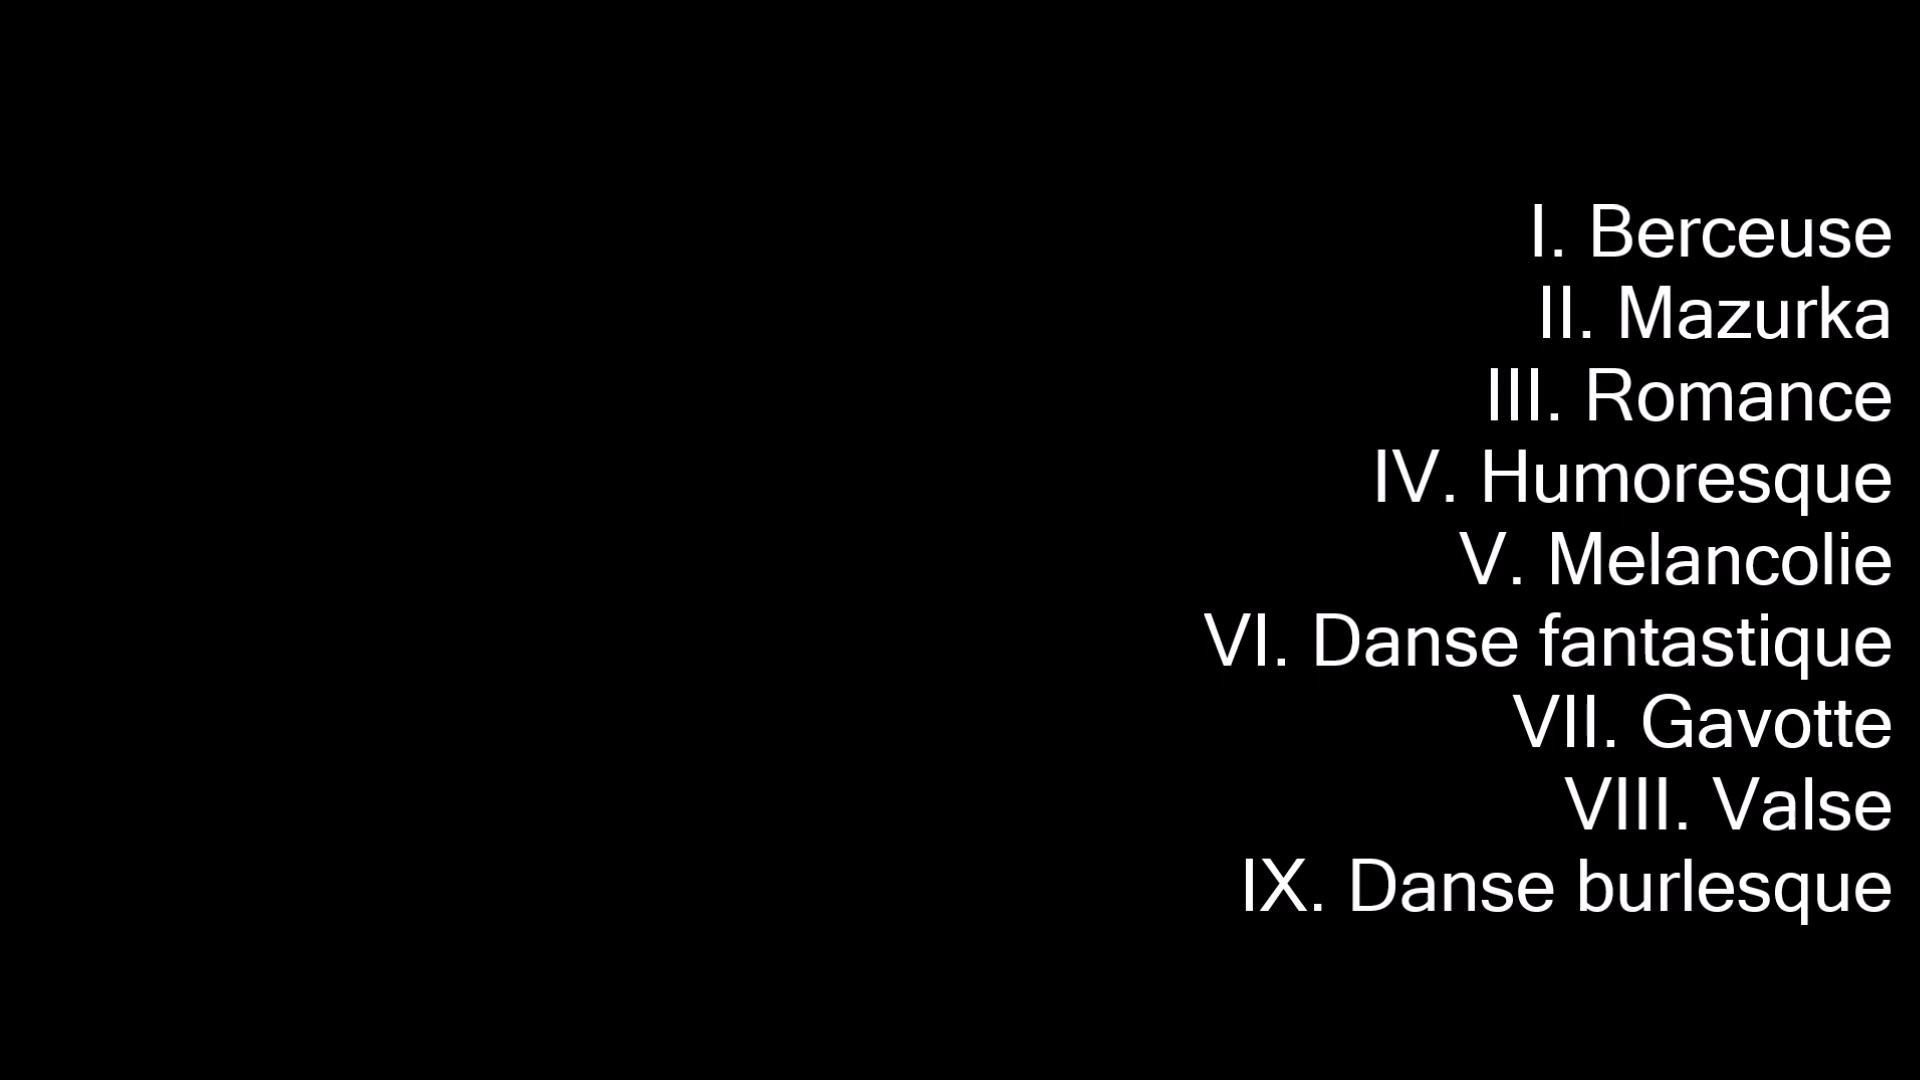 I. Berceuse
II. Mazurka
III. Romance
IV. Humoresque
V. Melancolie
VI. Danse fantastique
VII. Gavotte
VIII. Valse
IX. Danse burlesque